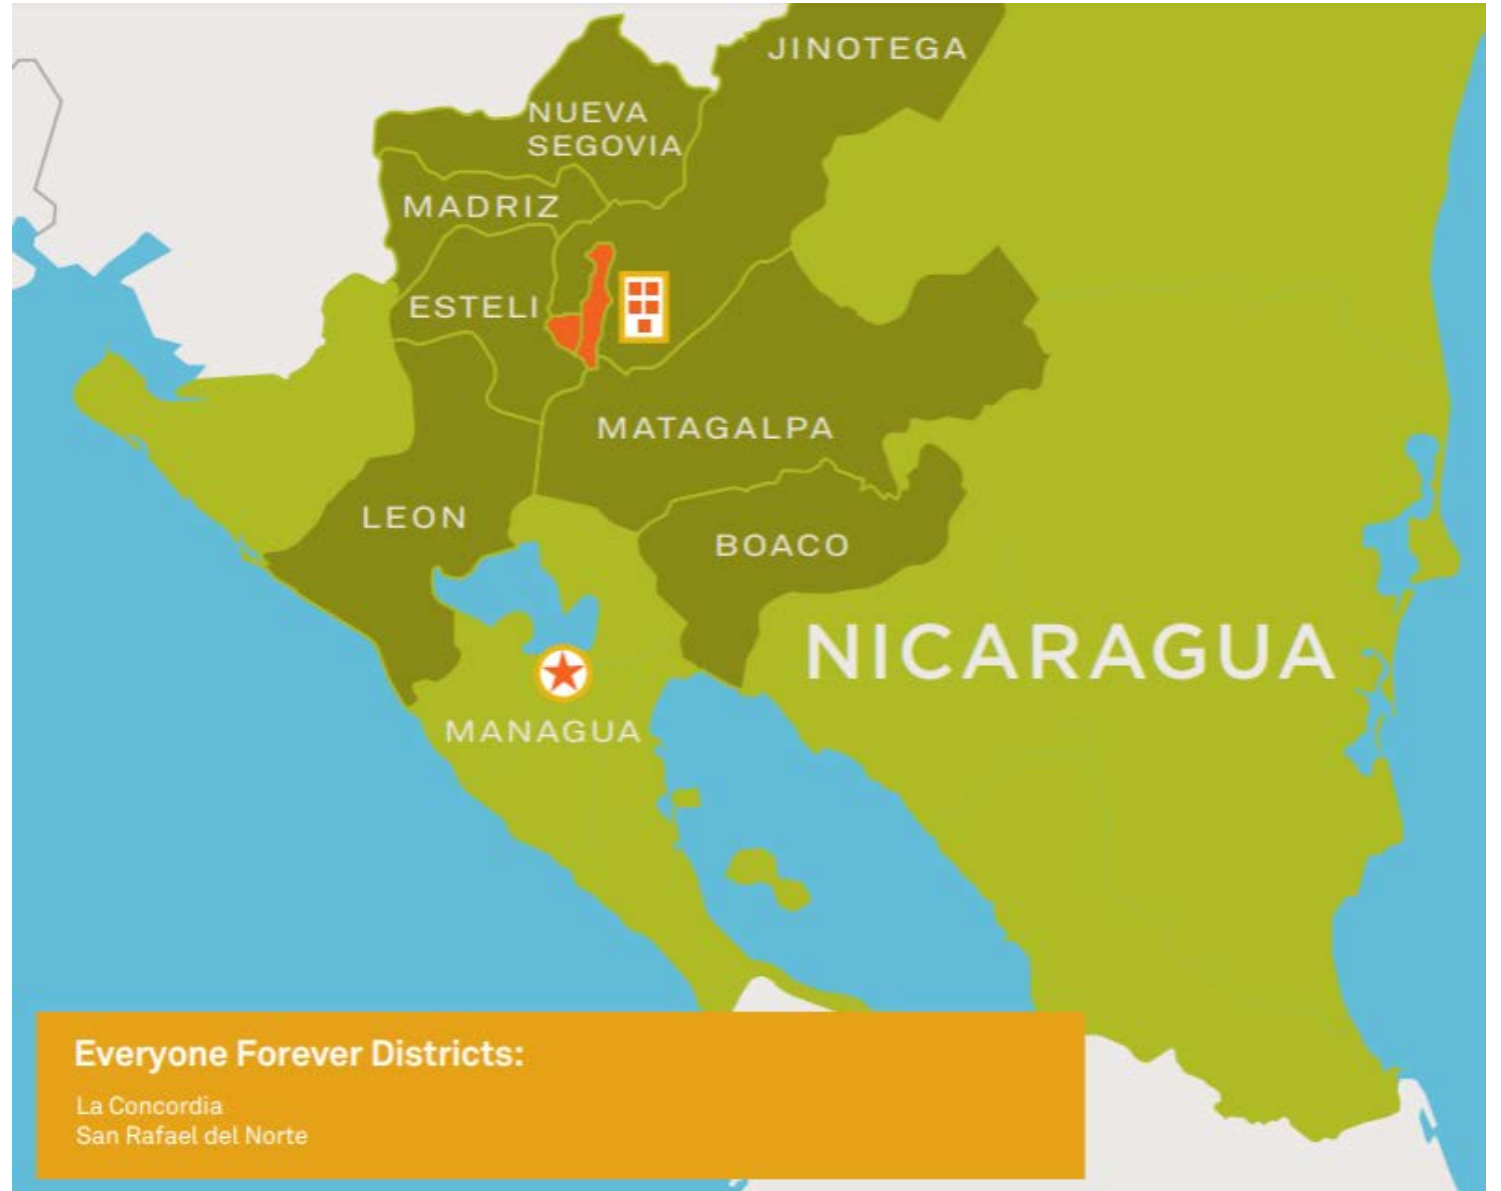 JINOTEGA
NUEVA
SEGOVIA
MADRIZ
ESTELI
MATAGALPA
LEON
BOACO
NICARAGUA
MANAGUA
Everyone Forever Districts:
La Concordia
San Rafael del Norte